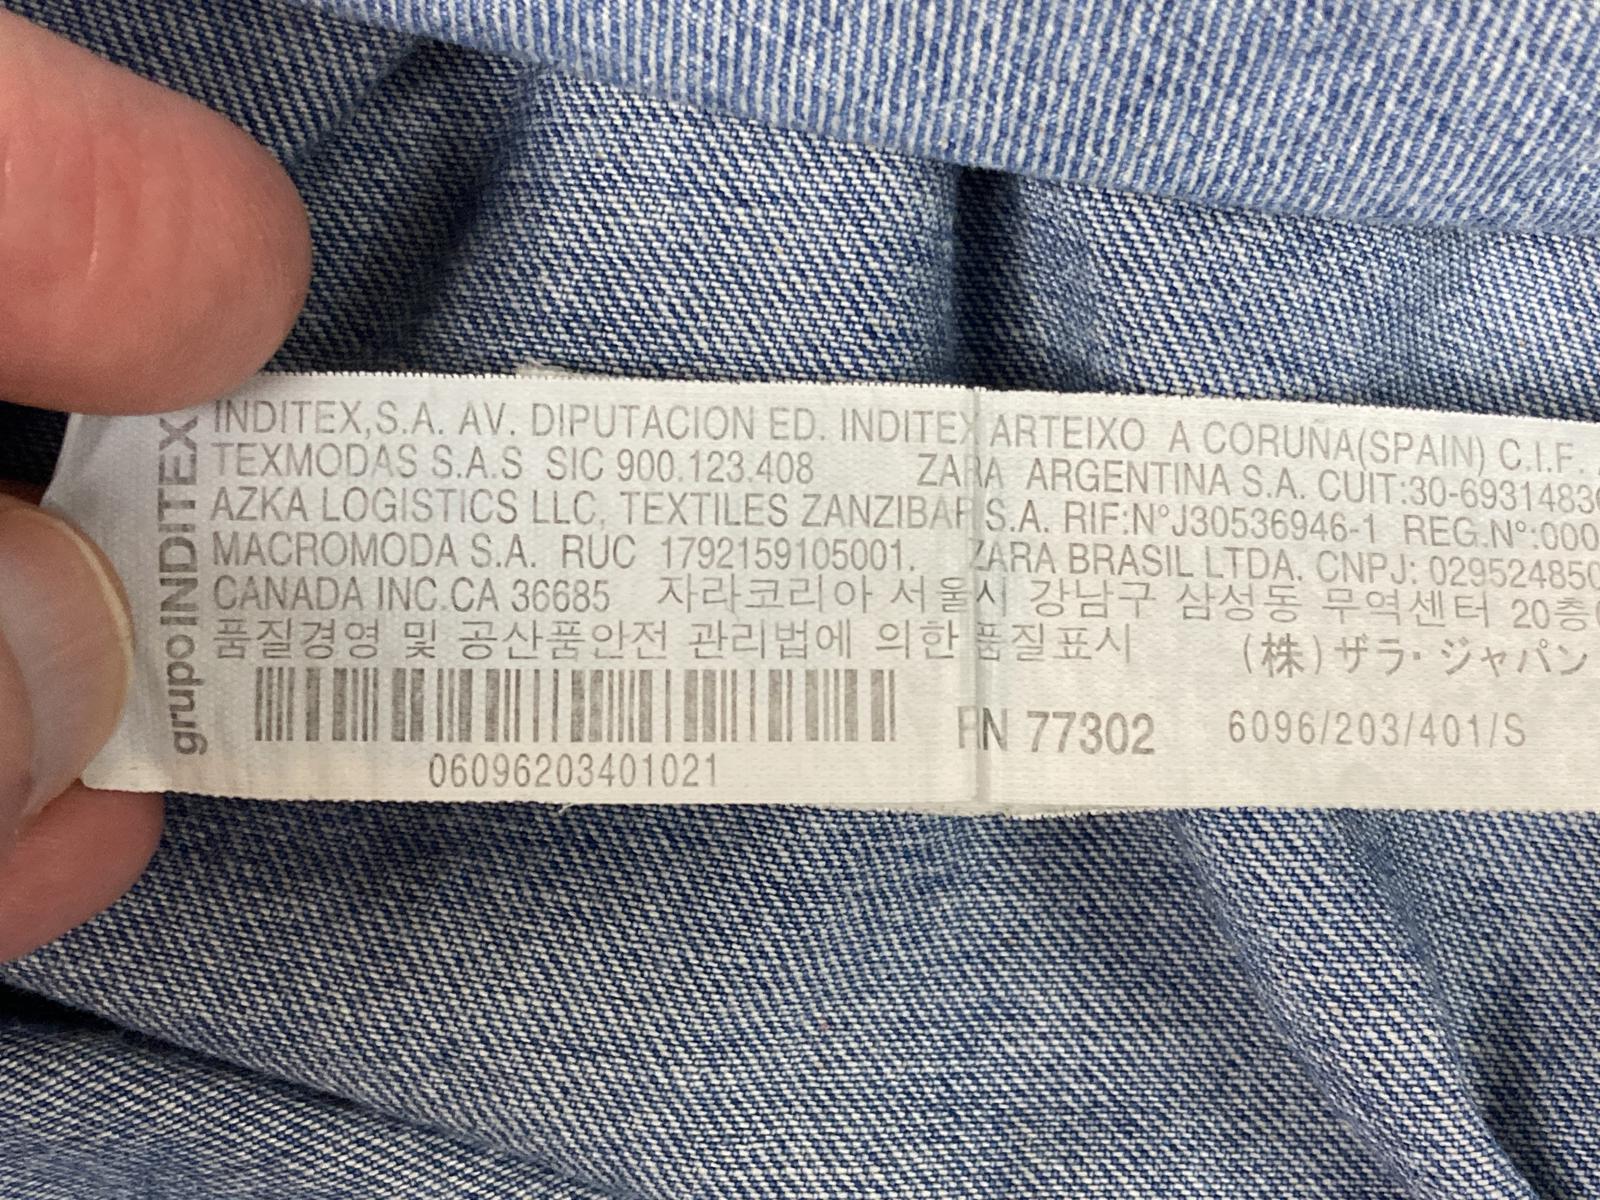 grupo INDITEX
INDITEX,S.A. AV. DIPUTACION ED. INDITEX ARTEIXO A CORUÑA(SPAIN) C.I.F.
TEXMODAS S.A.S SIC 900.123.408 ZARA ARGENTINA S.A. CUIT:30-6931483
AZKA LOGISTICS LLC, TEXTILES ZANZIBAR S.A. RIF:NºJ30536946-1 REG.Nº:000
MACROMODA S.A. RUC 1792159105001. ZARA BRASIL LTDA. CNPJ: 029524850
CANADA INC.CA 36685 자라코리아 서울시 강남구 삼성동 무역센터 20층
품질경영 및 공산품안전 관리법에 의한 품질표시 (株)ザラ・ジャパン
RN 77302 6096/203/401/S
06096203401021